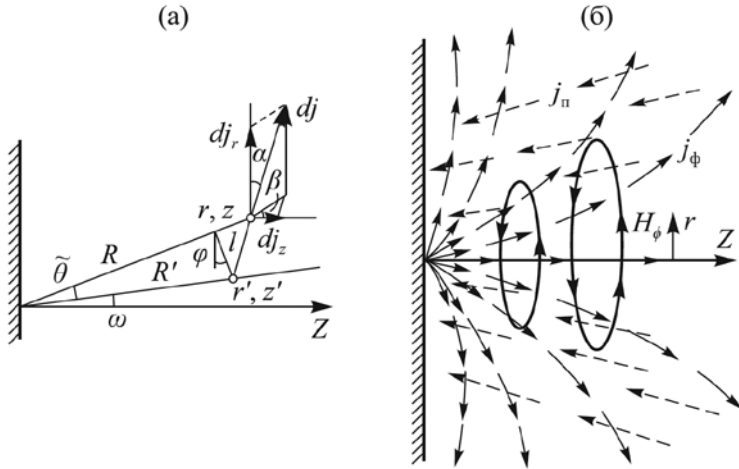 (а)
(б)
dj
dj_r
α
β
r, z
dj_z
R
l
θ̃
R'
φ
r', z'
ω
Z
j_п
j_ф
H_ϕ
r
Z